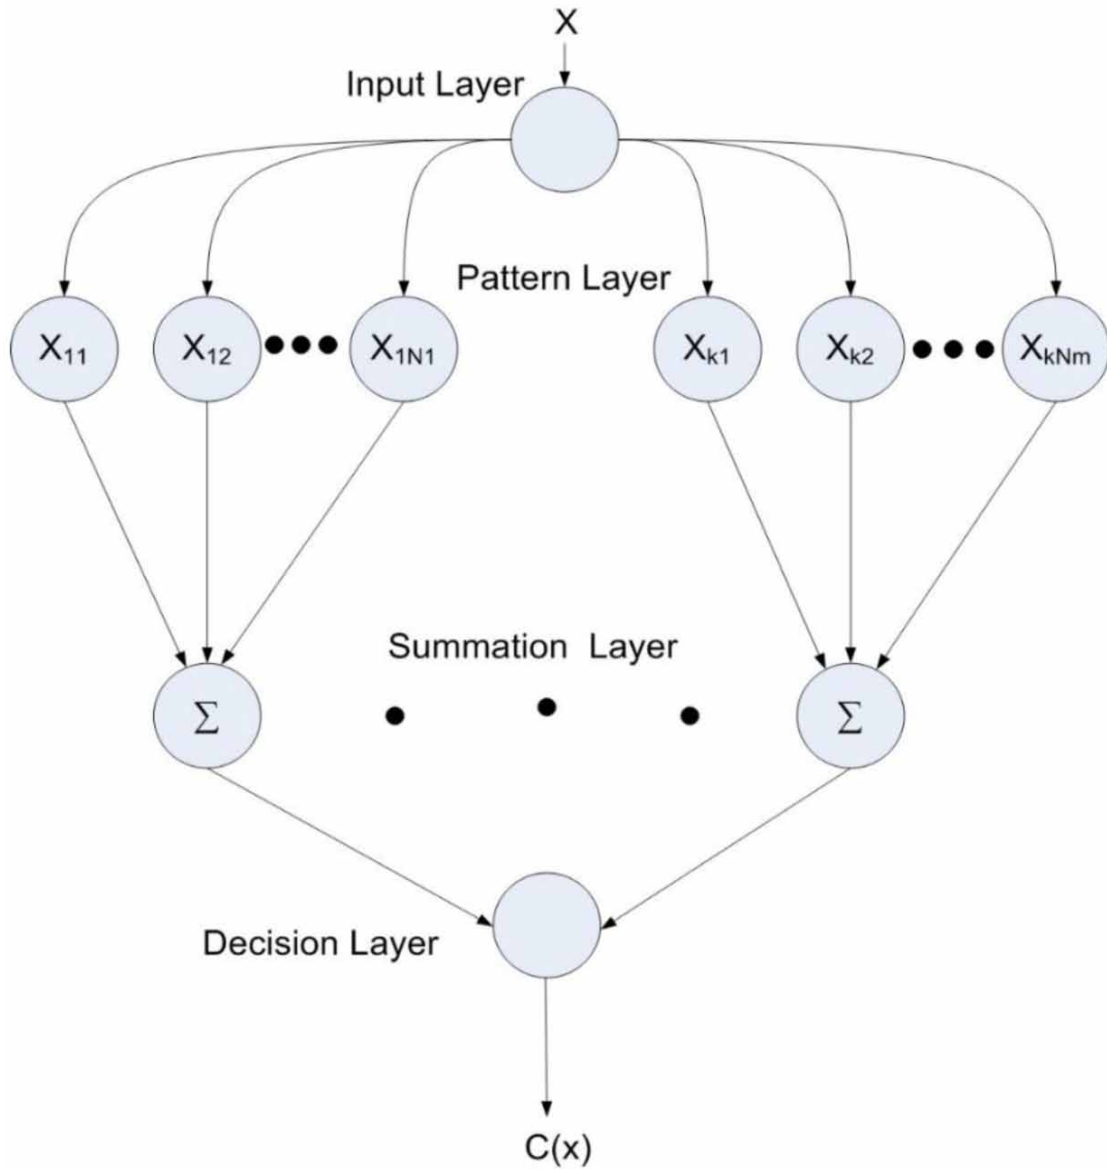 X
Input Layer
Pattern Layer
X₁₁ X₁₂ X₁N₁ Xₖ₁ Xₖ₂ XₖNₘ
Summation Layer
Σ Σ
Decision Layer
C(x)